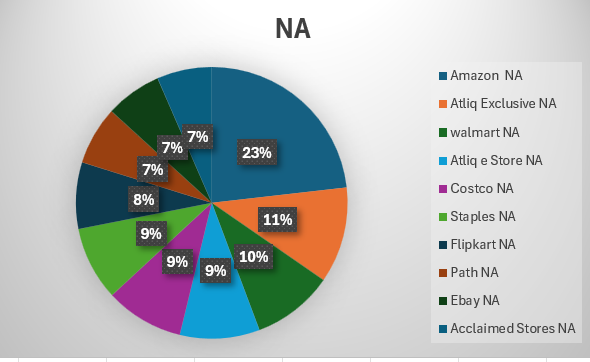 NA
23%
11%
10%
9%
9%
9%
8%
7%
7%
7%
Amazon  NA
Atliq Exclusive NA
walmart NA
Atliq e Store NA
Costco NA
Staples NA
Flipkart NA
Path NA
Ebay NA
Acclaimed Stores NA